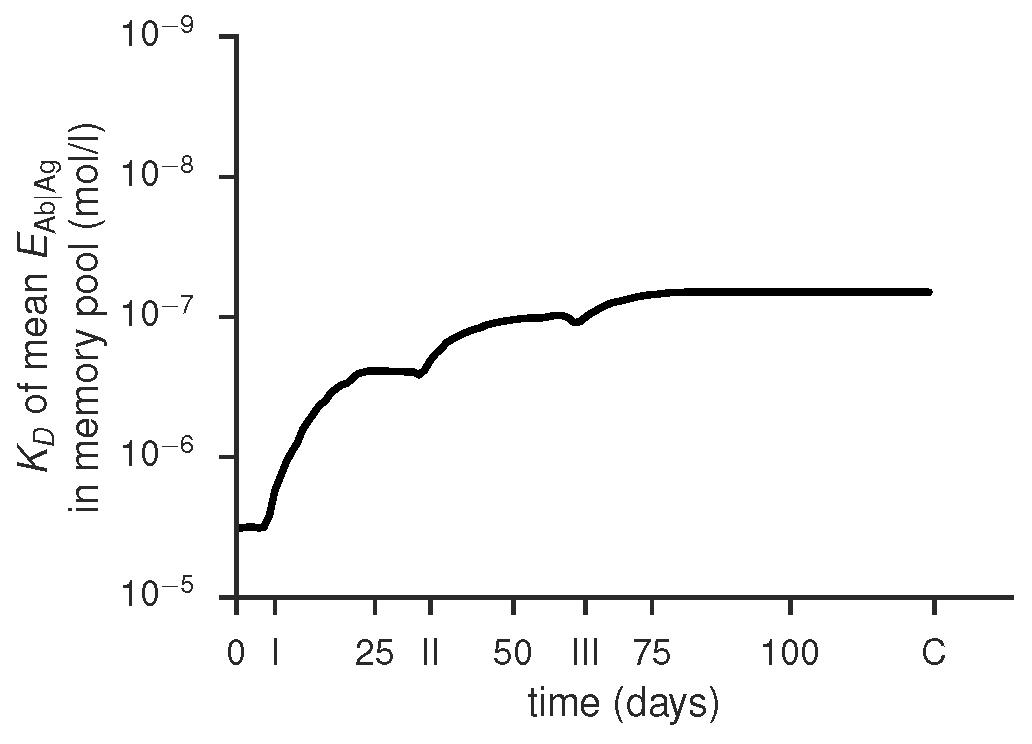 10⁻⁹
10⁻⁸
10⁻⁷
10⁻⁶
10⁻⁵
K_D of mean E_Ab|Ag
in memory pool (mol/l)
0 I 25 II 50 III 75 100 C
time (days)